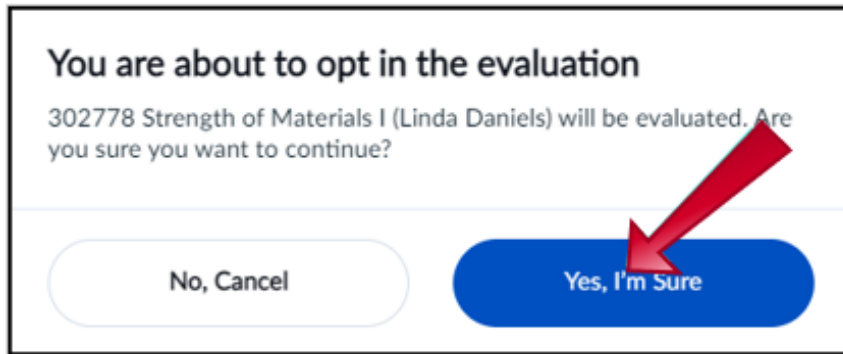 You are about to opt in the evaluation
302778 Strength of Materials I (Linda Daniels) will be evaluated. Are
you sure you want to continue?
No, Cancel
Yes, I'm Sure